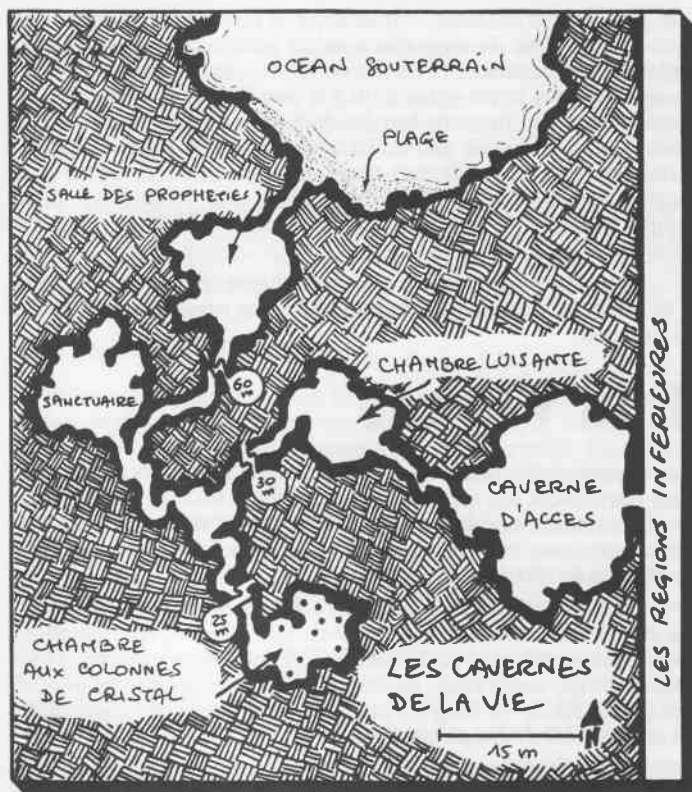 OCEAN SOUTERRAIN
PLAGE
SALLE DES PROPHETIES
CHAMBRE LUISANTE
SANCTUAIRE
60
m
30
m
CAVERNE
D'ACCES
25
m
CHAMBRE
AUX COLONNES
DE CRISTAL
LES CAVERNES
DE LA VIE
N
15 m
LES REGIONS INFERIEURES